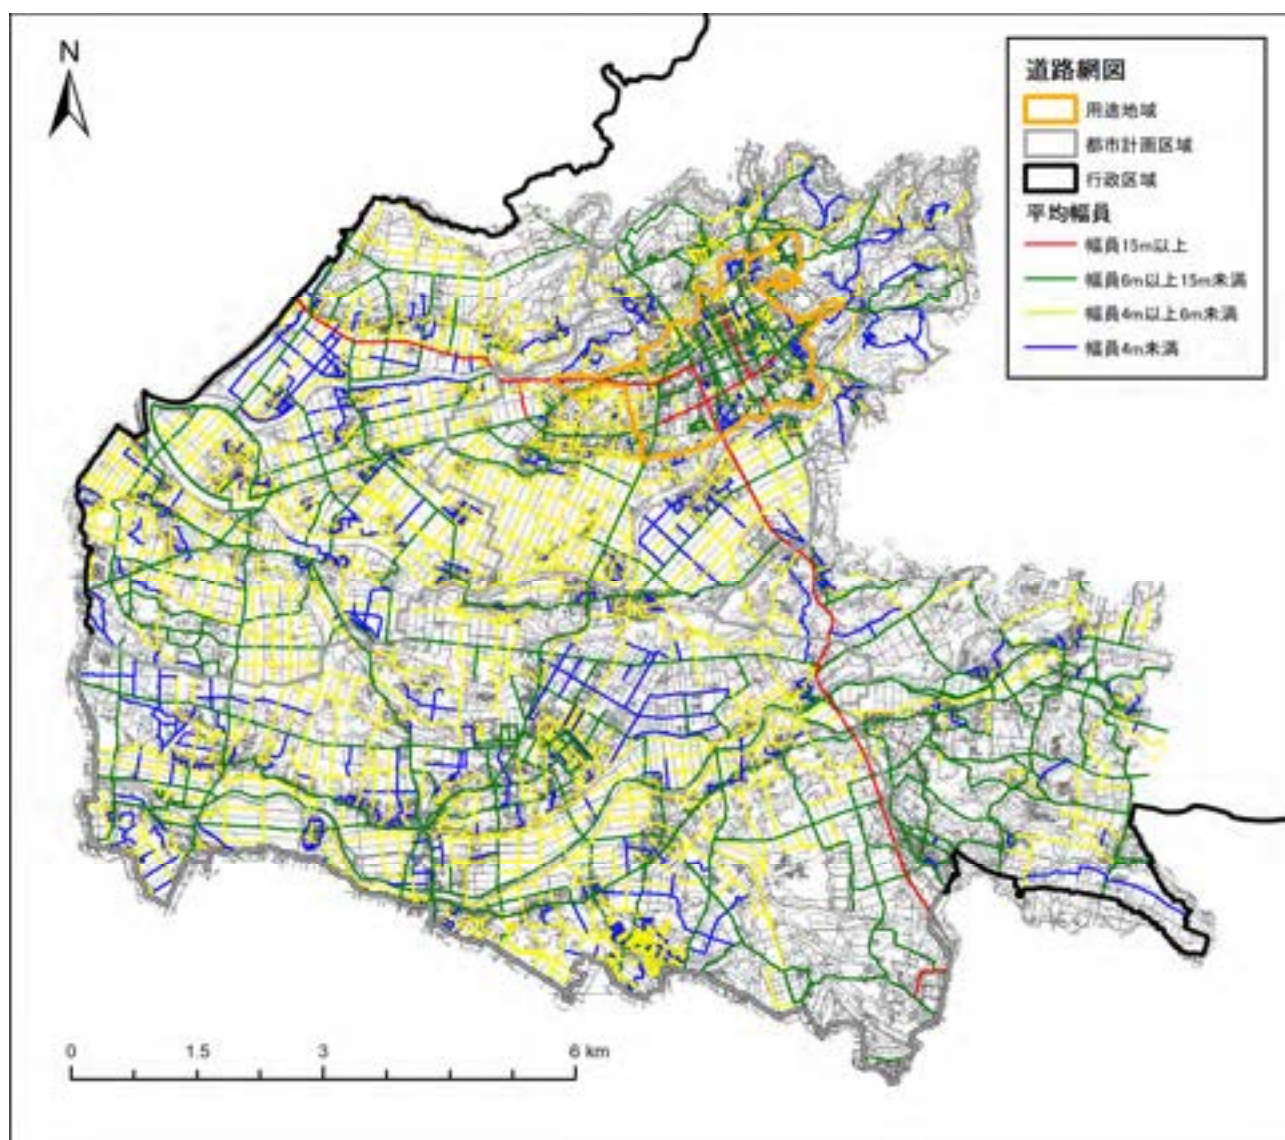 N
道路網図
用途地域
都市計画区域
行政区域
平均幅員
幅員15m以上
幅員6m以上15m未満
幅員4m以上6m未満
幅員4m未満
0 1.5 3 6 km